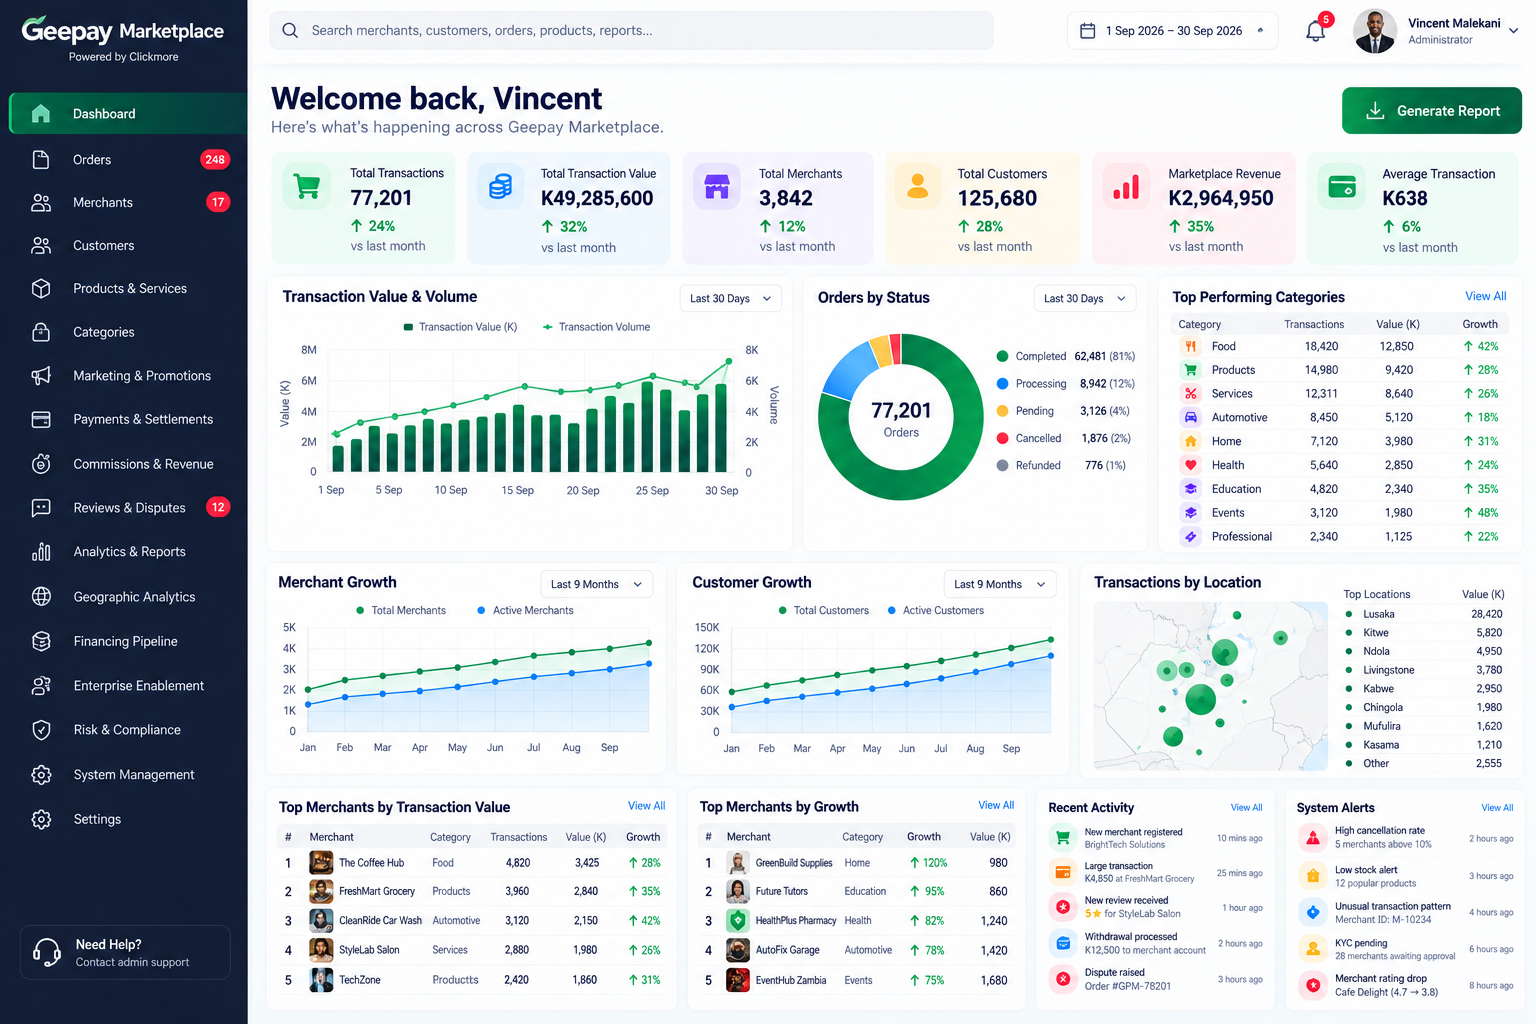 Geepay Marketplace
Powered by Clickmore
Dashboard
Orders 248
Merchants 17
Customers
Products & Services
Categories
Marketing & Promotions
Payments & Settlements
Commissions & Revenue
Reviews & Disputes 12
Analytics & Reports
Geographic Analytics
Financing Pipeline
Enterprise Enablement
Risk & Compliance
System Management
Settings
Need Help?
Contact admin support
Search merchants, customers, orders, products, reports...
1 Sep 2026 – 30 Sep 2026
5
Vincent Malekani
Administrator
Welcome back, Vincent
Here's what's happening across Geepay Marketplace.
Generate Report
Total Transactions
77,201
↑ 24%
vs last month
Total Transaction Value
K49,285,600
↑ 32%
vs last month
Total Merchants
3,842
↑ 12%
vs last month
Total Customers
125,680
↑ 28%
vs last month
Marketplace Revenue
K2,964,950
↑ 35%
vs last month
Average Transaction
K638
↑ 6%
vs last month
Transaction Value & Volume
Last 30 Days
Transaction Value (K) Transaction Volume
Value (K)
8M
6M
4M
2M
0
8K
6K
4K
2K
0
Volume
1 Sep 5 Sep 10 Sep 15 Sep 20 Sep 25 Sep 30 Sep
Orders by Status
Last 30 Days
77,201
Orders
Completed 62,481 (81%)
Processing 8,942 (12%)
Pending 3,126 (4%)
Cancelled 1,876 (2%)
Refunded 776 (1%)
Top Performing Categories
View All
Category Transactions Value (K) Growth
Food 18,420 12,850 ↑ 42%
Products 14,980 9,420 ↑ 28%
Services 12,311 8,640 ↑ 26%
Automotive 8,450 5,120 ↑ 18%
Home 7,120 3,980 ↑ 31%
Health 5,640 2,850 ↑ 24%
Education 4,820 2,340 ↑ 35%
Events 3,120 1,980 ↑ 48%
Professional 2,340 1,125 ↑ 22%
Merchant Growth
Last 9 Months
Total Merchants Active Merchants
5K
4K
3K
2K
1K
0
Jan Feb Mar Apr May Jun Jul Aug Sep
Customer Growth
Last 9 Months
Total Customers Active Customers
150K
120K
90K
60K
30K
0
Jan Feb Mar Apr May Jun Jul Aug Sep
Transactions by Location
Top Locations Value (K)
Lusaka 28,420
Kitwe 5,820
Ndola 4,950
Livingstone 3,780
Kabwe 2,950
Chingola 1,980
Mufulira 1,620
Kasama 1,210
Other 2,555
Top Merchants by Transaction Value
View All
# Merchant Category Transactions Value (K) Growth
1 The Coffee Hub Food 4,820 3,425 ↑ 28%
2 FreshMart Grocery Products 3,960 2,840 ↑ 35%
3 CleanRide Car Wash Automotive 3,120 2,150 ↑ 42%
4 StyleLab Salon Services 2,880 1,980 ↑ 26%
5 TechZone Productts 2,420 1,860 ↑ 31%
Top Merchants by Growth
View All
# Merchant Category Growth Value (K)
1 GreenBuild Supplies Home ↑ 120% 980
2 Future Tutors Education ↑ 95% 860
3 HealthPlus Pharmacy Health ↑ 82% 1,240
4 AutoFix Garage Automotive ↑ 78% 1,420
5 EventHub Zambia Events ↑ 75% 1,680
Recent Activity
View All
New merchant registered
BrightTech Solutions
10 mins ago
Large transaction
K4,850 at FreshMart Grocery
25 mins ago
New review received
5★ for StyleLab Salon
1 hour ago
Withdrawal processed
K12,500 to merchant account
2 hours ago
Dispute raised
Order #GPM-78201
3 hours ago
System Alerts
View All
High cancellation rate
5 merchants above 10%
2 hours ago
Low stock alert
12 popular products
3 hours ago
Unusual transaction pattern
Merchant ID: M-10234
4 hours ago
KYC pending
28 merchants awaiting approval
6 hours ago
Merchant rating drop
Cafe Delight (4.7 → 3.8)
8 hours ago